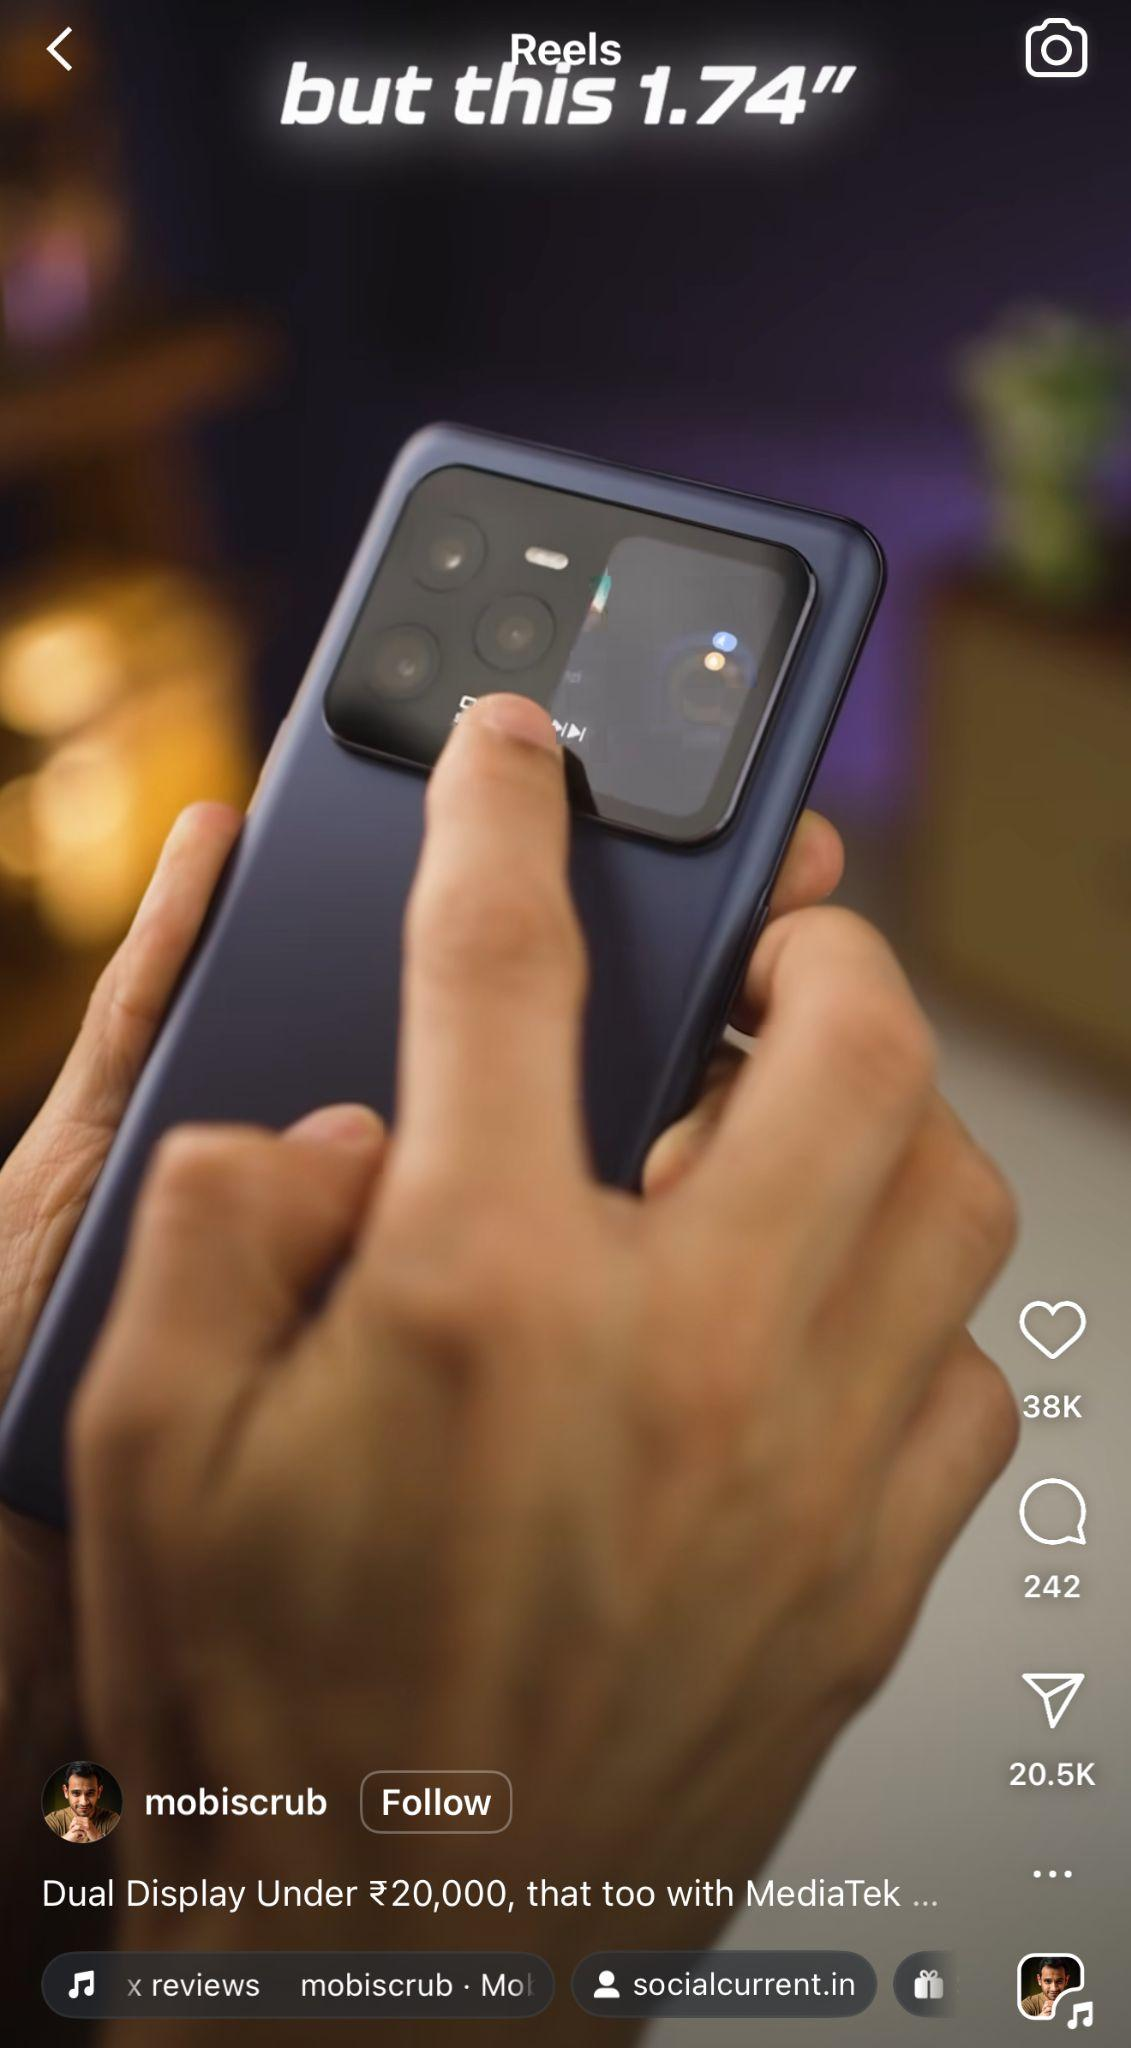 Reels
but this 1.74”
38K
242
20.5K
mobiscrub Follow
Dual Display Under ₹20,000, that too with MediaTek ...
x reviews mobiscrub · Mob
socialcurrent.in